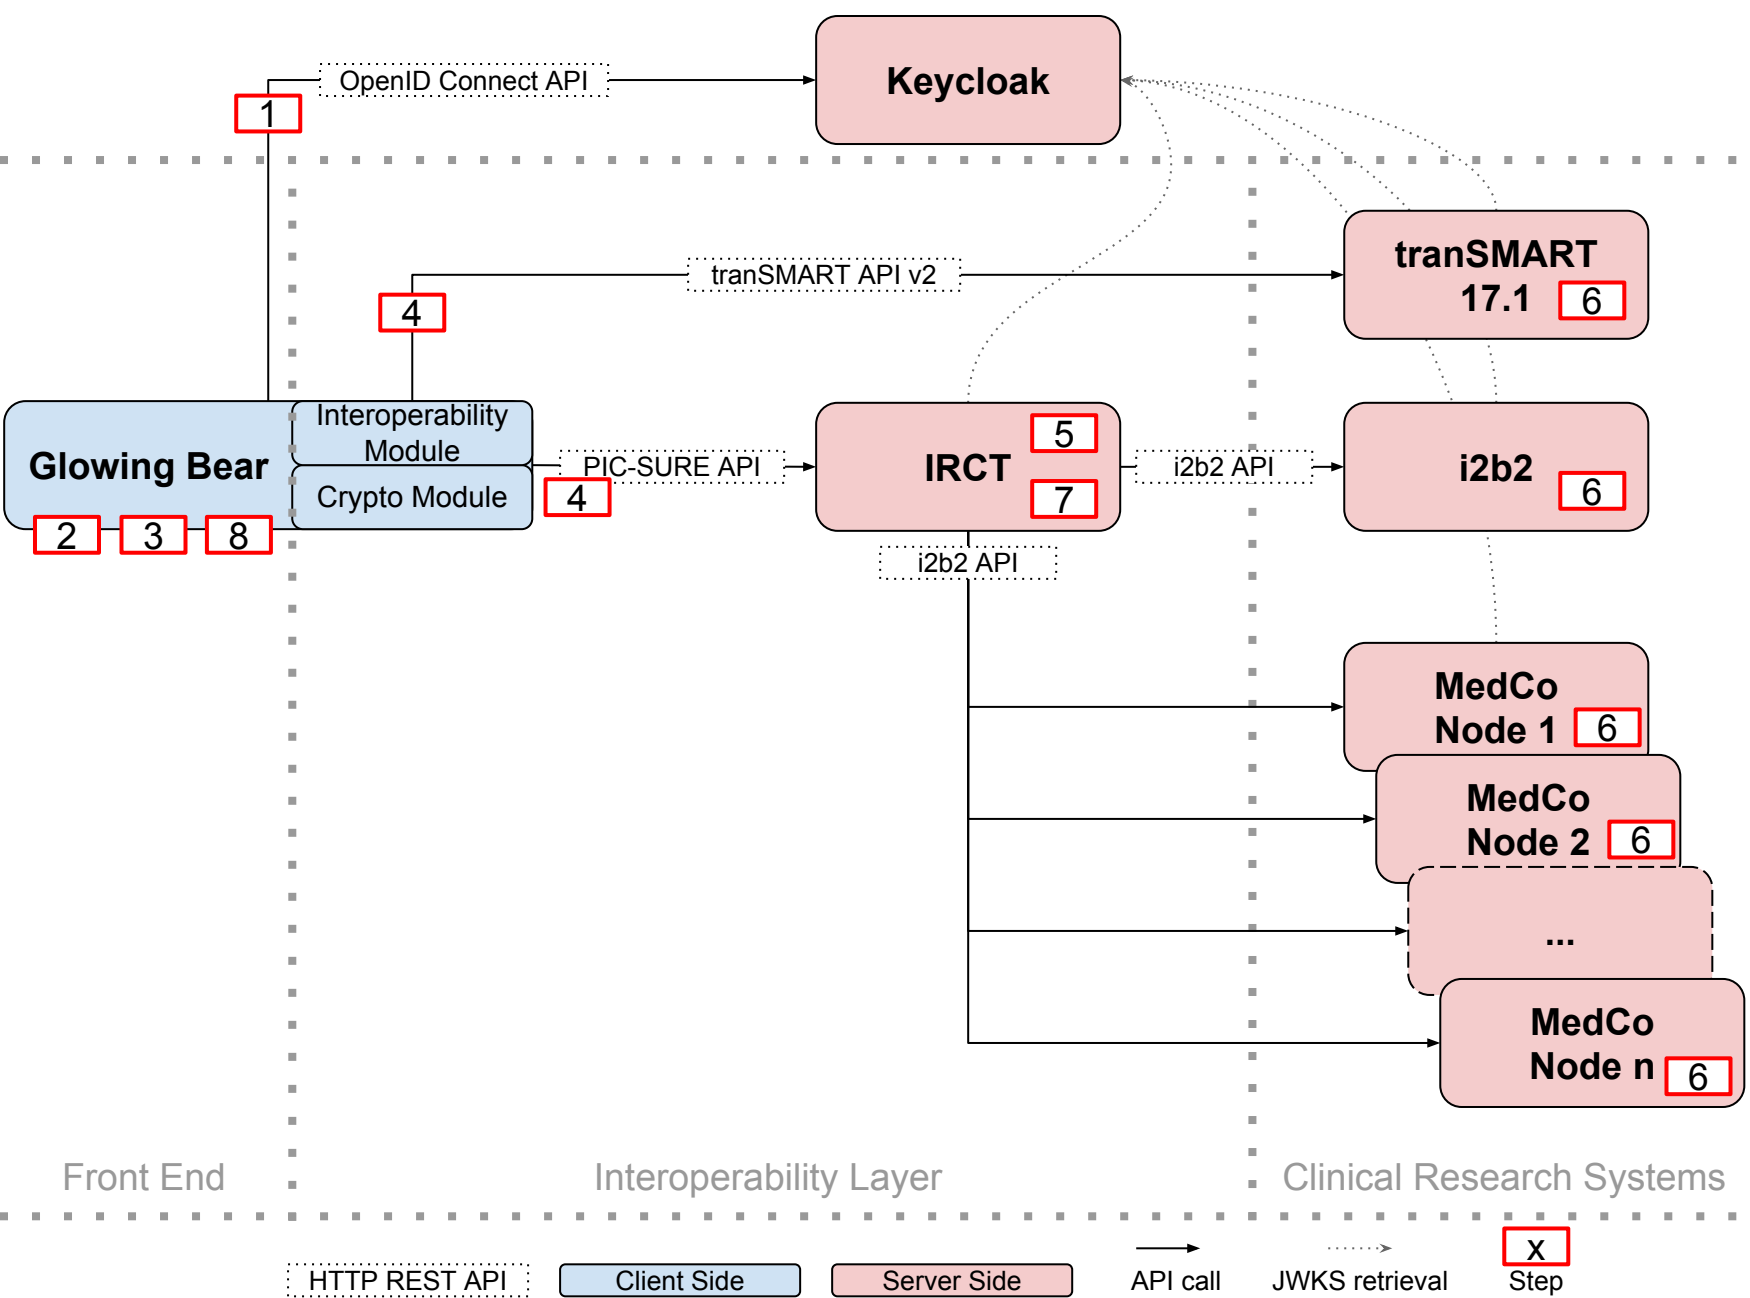 OpenID Connect API
Keycloak
1
tranSMART API v2
tranSMART
17.1
6
4
Interoperability
Module
Glowing Bear
Crypto Module
2
3
8
PIC-SURE API
4
IRCT
5
7
i2b2 API
i2b2
6
i2b2 API
MedCo
Node 1
6
MedCo
Node 2
6
...
MedCo
Node n
6
Front End
Interoperability Layer
Clinical Research Systems
HTTP REST API
Client Side
Server Side
API call
JWKS retrieval
x
Step